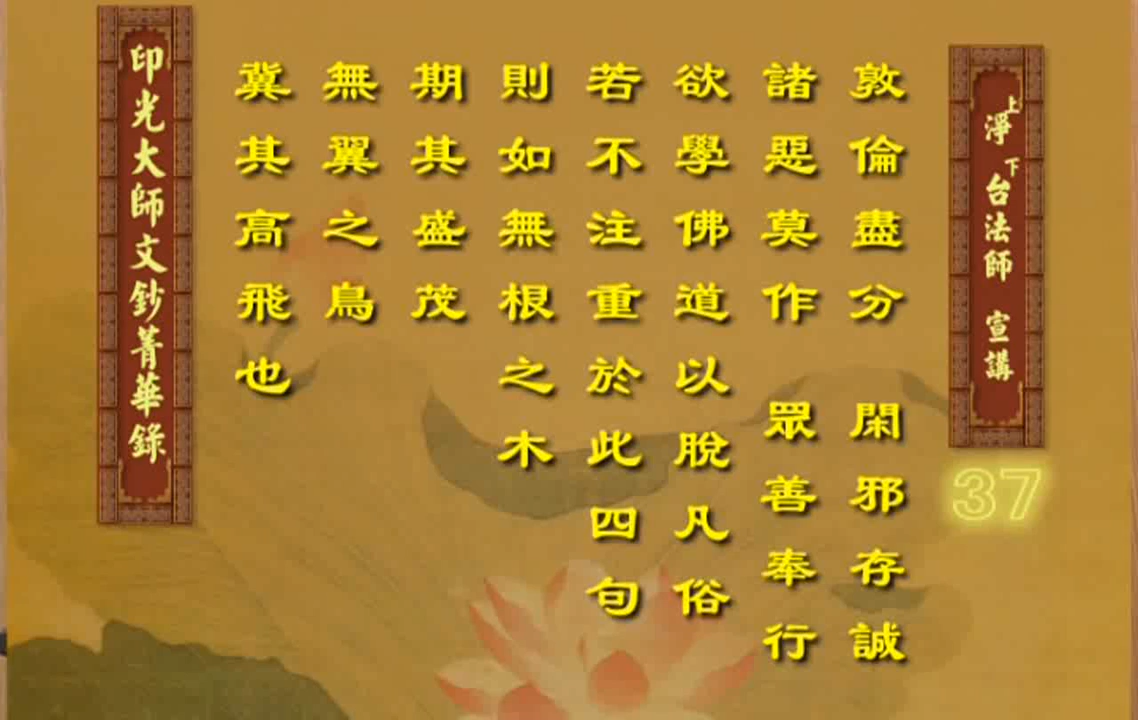 上淨下台法師 宣講
37
敦倫盡分 閑邪存誠
諸惡莫作 眾善奉行
欲學佛道以脫凡俗
若不注重於此四句
則如無根之木
期其盛茂
無翼之鳥
冀其高飛也
印光大師文鈔菁華錄